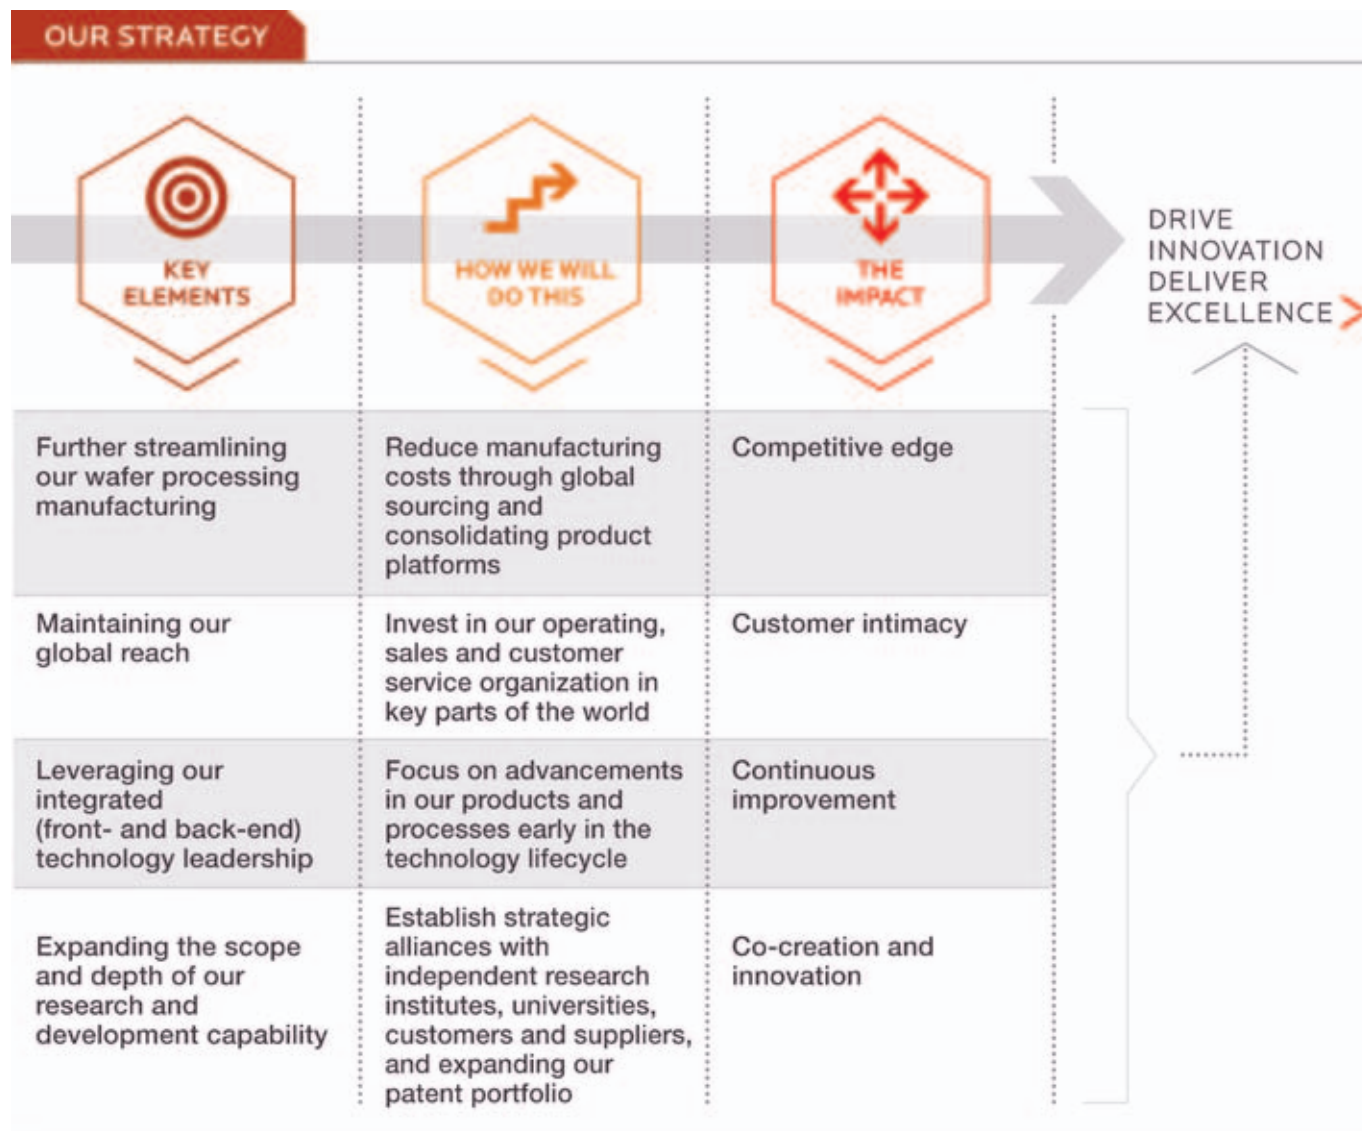 OUR STRATEGY
KEY
ELEMENTS
HOW WE WILL
DO THIS
THE
IMPACT
DRIVE
INNOVATION
DELIVER
EXCELLENCE
Further streamlining
our wafer processing
manufacturing
Reduce manufacturing
costs through global
sourcing and
consolidating product
platforms
Competitive edge
Maintaining our
global reach
Invest in our operating,
sales and customer
service organization in
key parts of the world
Customer intimacy
Leveraging our
integrated
(front- and back-end)
technology leadership
Focus on advancements
in our products and
processes early in the
technology lifecycle
Continuous
improvement
Expanding the scope
and depth of our
research and
development capability
Establish strategic
alliances with
independent research
institutes, universities,
customers and suppliers,
and expanding our
patent portfolio
Co-creation and
innovation